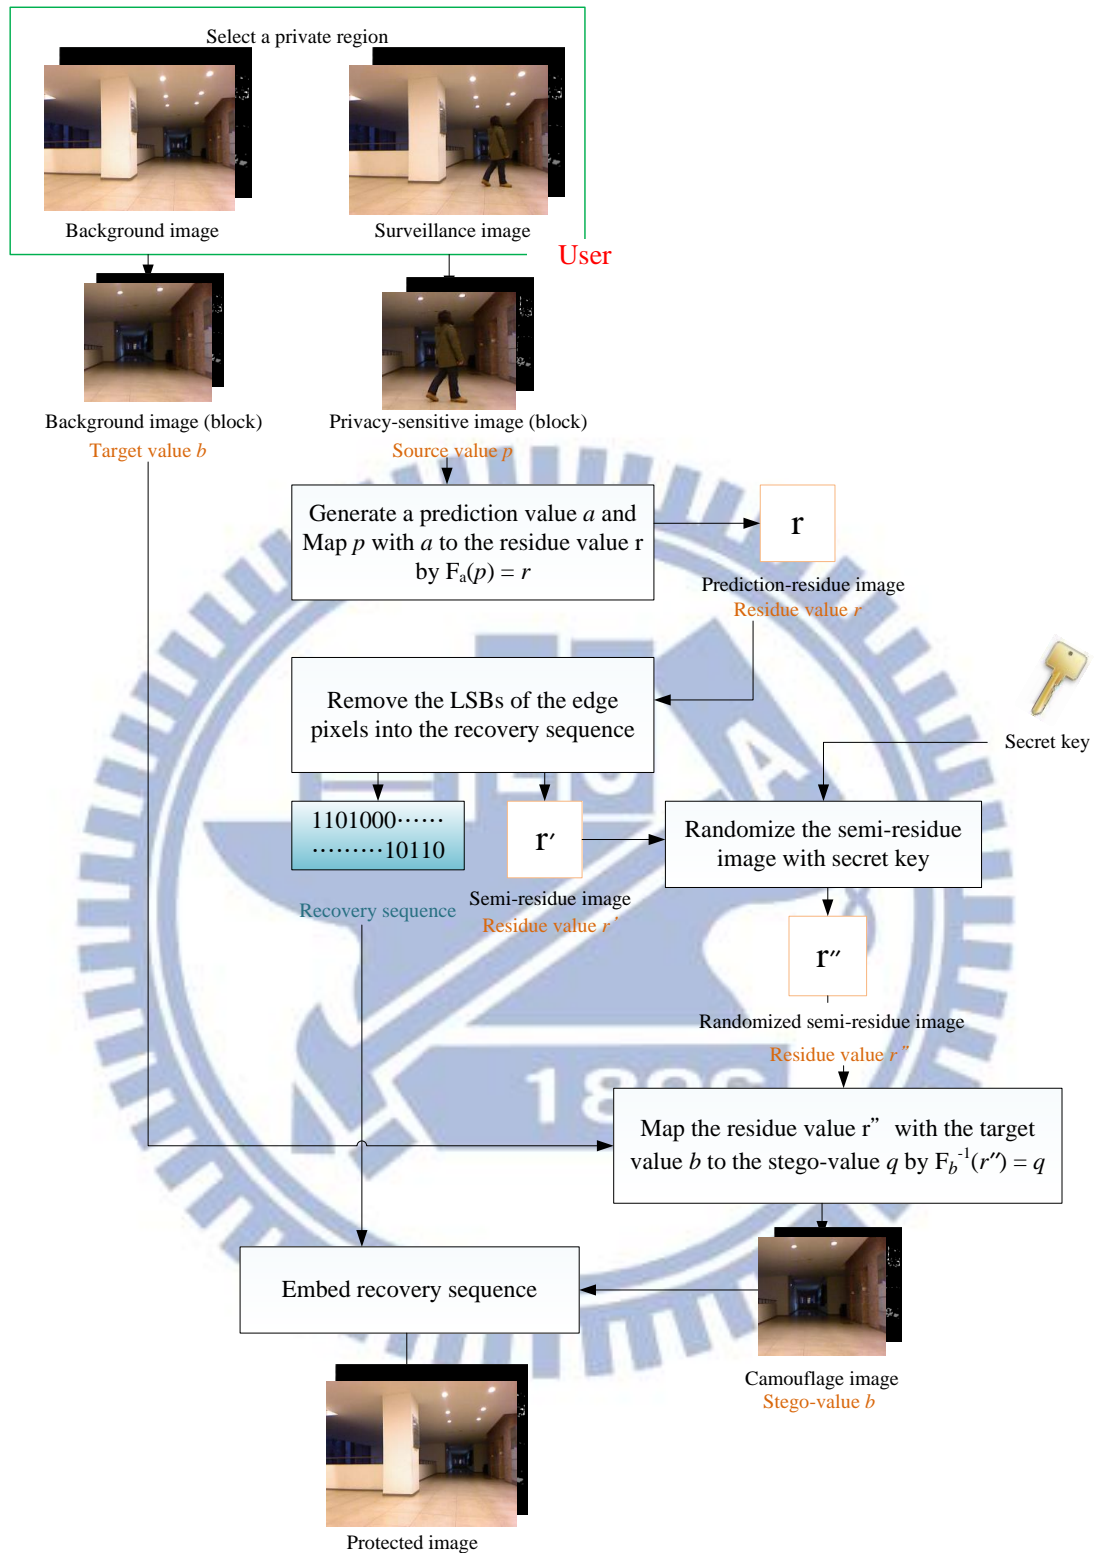 Select a private region
Background image
Surveillance image
User
Background image (block)
Target value b
Privacy-sensitive image (block)
Source value p
Generate a prediction value a and
Map p with a to the residue value r
by Fa(p) = r
r
Prediction-residue image
Residue value r
Remove the LSBs of the edge
pixels into the recovery sequence
Secret key
1101000······
·········10110
Recovery sequence
r′
Semi-residue image
Residue value r′
Randomize the semi-residue
image with secret key
r″
Randomized semi-residue image
Residue value r″
Map the residue value r” with the target
value b to the stego-value q by Fb-1(r″) = q
Embed recovery sequence
Camouflage image
Stego-value b
Protected image
1896